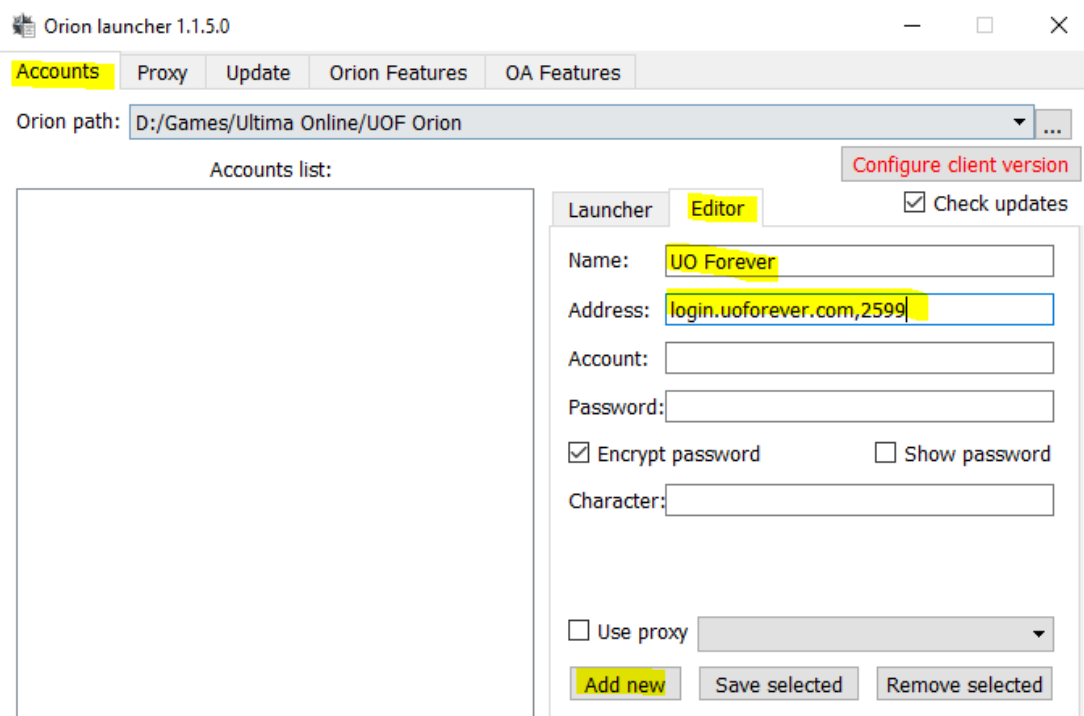 Orion launcher 1.1.5.0
Accounts Proxy Update Orion Features OA Features
Orion path: D:/Games/Ultima Online/UOF Orion ...
Configure client version
Accounts list:
Launcher Editor Check updates
Name: UO Forever
Address: login.uoforever.com,2599
Account:
Password:
Encrypt password Show password
Character:
Use proxy
Add new Save selected Remove selected